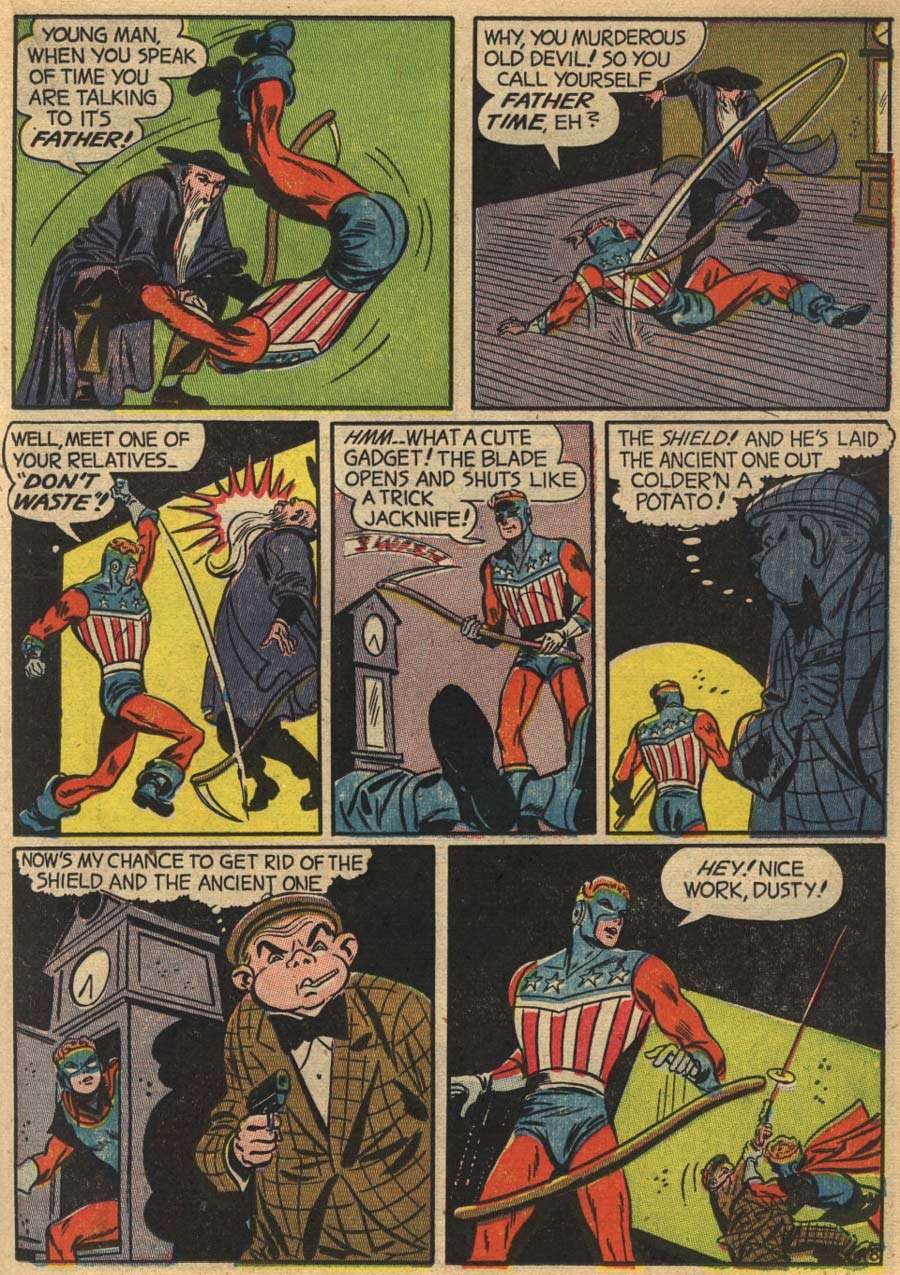 YOUNG MAN,
WHEN YOU SPEAK
OF TIME YOU
ARE TALKING
TO ITS
FATHER!
WHY, YOU MURDEROUS
OLD DEVIL! SO YOU
CALL YOURSELF
FATHER
TIME, EH?
WELL, MEET ONE OF
YOUR RELATIVES—
"DON'T
WASTE"!
HMM--WHAT A CUTE
GADGET! THE BLADE
OPENS AND SHUTS LIKE
A TRICK
JACKNIFE!
SWISH
THE SHIELD! AND HE'S LAID
THE ANCIENT ONE OUT
COLDER'N A
POTATO!
NOW'S MY CHANCE TO GET RID OF THE
SHIELD AND THE ANCIENT ONE
HEY! NICE
WORK, DUSTY!
8